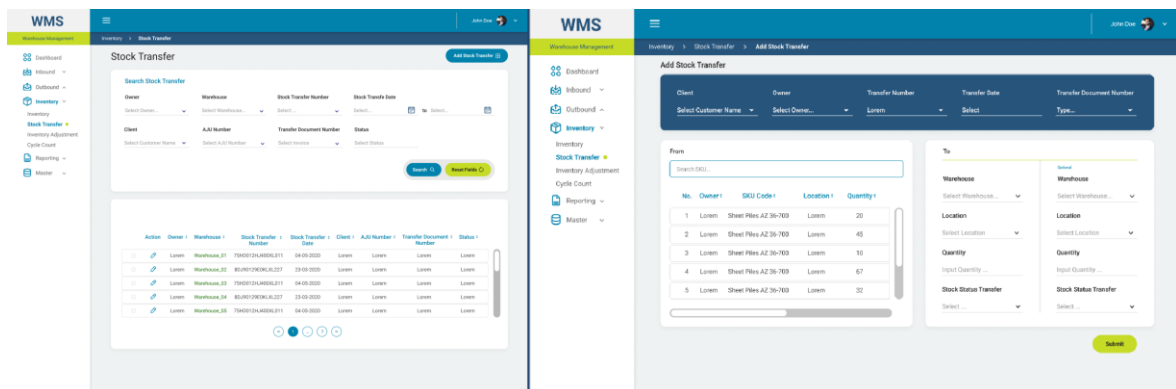 WMS
John Doe
Warehouse Management
Inventory > Stock Transfer
Dashboard
Inbound
Outbound
Inventory
Inventory
Stock Transfer
Inventory Adjustment
Cycle Count
Reporting
Master
Stock Transfer
Add Stock Transfer
Search Stock Transfer
Owner Warehouse Stock Transfer Number Stock Transfe Date
Select Owner... Select Warehouse... Select... Select... to Select...
Client AJU Number Transfer Document Number Status
Select Customer Name Select AJU Number Select Invoice Select Status
Search Reset Fields
Action Owner Warehouse Stock Transfer Number Stock Transfer Date Client AJU Number Transfer Document Number Status
Lorem Warehouse_01 04-05-2020 Lorem Lorem Lorem Lorem
Lorem Warehouse_02 23-03-2020 Lorem Lorem Lorem Lorem
Lorem Warehouse_03 04-05-2020 Lorem Lorem Lorem Lorem
Lorem Warehouse_04 23-03-2020 Lorem Lorem Lorem Lorem
Lorem Warehouse_05 04-03-2020 Lorem Lorem Lorem Lorem
WMS
John Doe
Warehouse Management
Inventory > Stock Transfer > Add Stock Transfer
Dashboard
Inbound
Outbound
Inventory
Inventory
Stock Transfer
Inventory Adjustment
Cycle Count
Reporting
Master
Add Stock Transfer
Client Owner Transfer Number Transfer Date Transfer Document Number
Select Customer Name Select Owner... Lorem Select Type...
From
Search SKU...
No. Owner SKU Code Location Quantity
1 Lorem Sheet Piles AZ 36-700 Lorem 20
2 Lorem Sheet Piles AZ 36-700 Lorem 45
3 Lorem Sheet Piles AZ 36-700 Lorem 10
4 Lorem Sheet Piles AZ 36-700 Lorem 67
5 Lorem Sheet Piles AZ 36-700 Lorem 32
To
Warehouse Warehouse
Select Warehouse... Select Warehouse...
Location Location
Select Location Select Location
Quantity Quantity
Input Quantity ... Input Quantity ...
Stock Status Transfer Stock Status Transfer
Select ... Select ...
Submit